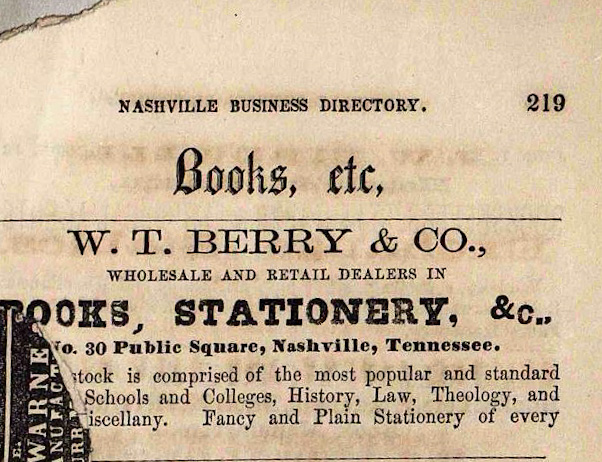 NASHVILLE BUSINESS DIRECTORY. 219
Books, etc,
W. T. BERRY & CO.,
WHOLESALE AND RETAIL DEALERS IN
BOOKS, STATIONERY, &c.,
No. 30 Public Square, Nashville, Tennessee.
stock is comprised of the most popular and standard
Schools and Colleges, History, Law, Theology, and
iscellany. Fancy and Plain Stationery of every
WARNE